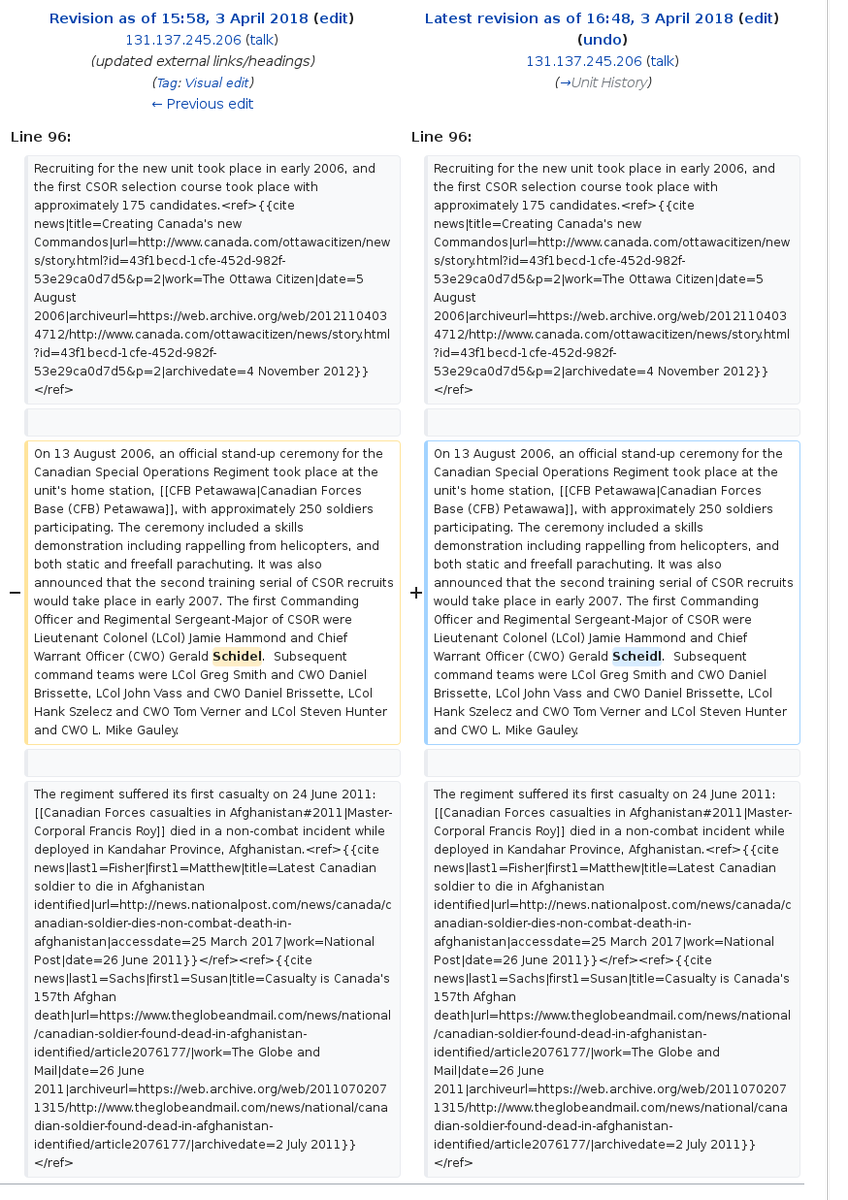 Revision as of 15:58, 3 April 2018 (edit)
131.137.245.206 (talk)
(updated external links/headings)
(Tag: Visual edit)
← Previous edit
Latest revision as of 16:48, 3 April 2018 (edit)
(undo)
131.137.245.206 (talk)
(→Unit History)
Line 96:
Recruiting for the new unit took place in early 2006, and
the first CSOR selection course took place with
approximately 175 candidates.<ref>{{cite
news|title=Creating Canada's new
Commandos|url=http://www.canada.com/ottawacitizen/new
s/story.html?id=43f1becd-1cfe-452d-982f-
53e29ca0d7d5&p=2|work=The Ottawa Citizen|date=5
August
2006|archiveurl=https://web.archive.org/web/2012110403
4712/http://www.canada.com/ottawacitizen/news/story.html
?id=43f1becd-1cfe-452d-982f-
53e29ca0d7d5&p=2|archivedate=4 November 2012}}
</ref>
− On 13 August 2006, an official stand-up ceremony for the
Canadian Special Operations Regiment took place at the
unit's home station, [[CFB Petawawa|Canadian Forces
Base (CFB) Petawawa]], with approximately 250 soldiers
participating. The ceremony included a skills
demonstration including rappelling from helicopters, and
both static and freefall parachuting. It was also
announced that the second training serial of CSOR recruits
would take place in early 2007. The first Commanding
Officer and Regimental Sergeant-Major of CSOR were
Lieutenant Colonel (LCol) Jamie Hammond and Chief
Warrant Officer (CWO) Gerald Schidel.  Subsequent
command teams were LCol Greg Smith and CWO Daniel
Brissette, LCol John Vass and CWO Daniel Brissette, LCol
Hank Szelecz and CWO Tom Verner and LCol Steven Hunter
and CWO L. Mike Gauley.
The regiment suffered its first casualty on 24 June 2011:
[[Canadian Forces casualties in Afghanistan#2011|Master-
Corporal Francis Roy]] died in a non-combat incident while
deployed in Kandahar Province, Afghanistan.<ref>{{cite
news|last1=Fisher|first1=Matthew|title=Latest Canadian
soldier to die in Afghanistan
identified|url=http://news.nationalpost.com/news/canada/c
anadian-soldier-dies-non-combat-death-in-
afghanistan|accessdate=25 March 2017|work=National
Post|date=26 June 2011}}</ref><ref>{{cite
news|last1=Sachs|first1=Susan|title=Casualty is Canada's
157th Afghan
death|url=https://www.theglobeandmail.com/news/national
/canadian-soldier-found-dead-in-afghanistan-
identified/article2076177/|work=The Globe and
Mail|date=26 June
2011|archiveurl=https://web.archive.org/web/2011070207
1315/http://www.theglobeandmail.com/news/national/cana
dian-soldier-found-dead-in-afghanistan-
identified/article2076177/|archivedate=2 July 2011}}
</ref>
Line 96:
Recruiting for the new unit took place in early 2006, and
the first CSOR selection course took place with
approximately 175 candidates.<ref>{{cite
news|title=Creating Canada's new
Commandos|url=http://www.canada.com/ottawacitizen/new
s/story.html?id=43f1becd-1cfe-452d-982f-
53e29ca0d7d5&p=2|work=The Ottawa Citizen|date=5
August
2006|archiveurl=https://web.archive.org/web/2012110403
4712/http://www.canada.com/ottawacitizen/news/story.html
?id=43f1becd-1cfe-452d-982f-
53e29ca0d7d5&p=2|archivedate=4 November 2012}}
</ref>
+ On 13 August 2006, an official stand-up ceremony for the
Canadian Special Operations Regiment took place at the
unit's home station, [[CFB Petawawa|Canadian Forces
Base (CFB) Petawawa]], with approximately 250 soldiers
participating. The ceremony included a skills
demonstration including rappelling from helicopters, and
both static and freefall parachuting. It was also
announced that the second training serial of CSOR recruits
would take place in early 2007. The first Commanding
Officer and Regimental Sergeant-Major of CSOR were
Lieutenant Colonel (LCol) Jamie Hammond and Chief
Warrant Officer (CWO) Gerald Scheidl.  Subsequent
command teams were LCol Greg Smith and CWO Daniel
Brissette, LCol John Vass and CWO Daniel Brissette, LCol
Hank Szelecz and CWO Tom Verner and LCol Steven Hunter
and CWO L. Mike Gauley.
The regiment suffered its first casualty on 24 June 2011:
[[Canadian Forces casualties in Afghanistan#2011|Master-
Corporal Francis Roy]] died in a non-combat incident while
deployed in Kandahar Province, Afghanistan.<ref>{{cite
news|last1=Fisher|first1=Matthew|title=Latest Canadian
soldier to die in Afghanistan
identified|url=http://news.nationalpost.com/news/canada/c
anadian-soldier-dies-non-combat-death-in-
afghanistan|accessdate=25 March 2017|work=National
Post|date=26 June 2011}}</ref><ref>{{cite
news|last1=Sachs|first1=Susan|title=Casualty is Canada's
157th Afghan
death|url=https://www.theglobeandmail.com/news/national
/canadian-soldier-found-dead-in-afghanistan-
identified/article2076177/|work=The Globe and
Mail|date=26 June
2011|archiveurl=https://web.archive.org/web/2011070207
1315/http://www.theglobeandmail.com/news/national/cana
dian-soldier-found-dead-in-afghanistan-
identified/article2076177/|archivedate=2 July 2011}}
</ref>